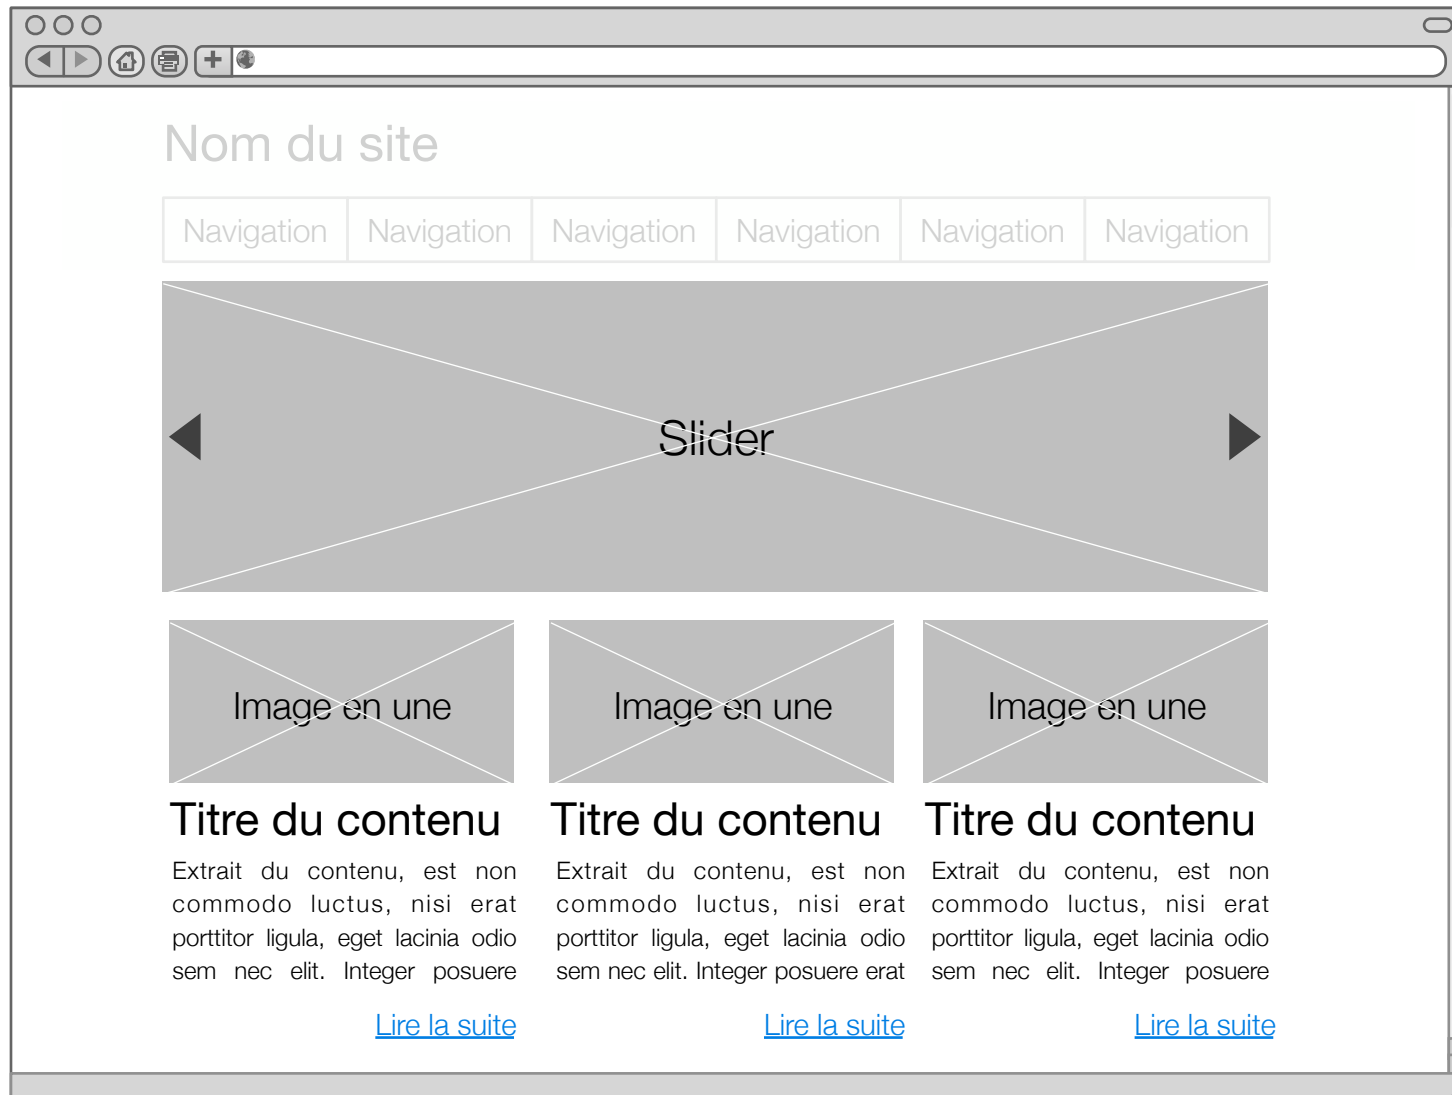 Nom du site
Navigation Navigation Navigation Navigation Navigation Navigation
Slider
Image en une Image en une Image en une
Titre du contenu Titre du contenu Titre du contenu
Extrait du contenu, est non
commodo luctus, nisi erat
porttitor ligula, eget lacinia odio
sem nec elit. Integer posuere
Lire la suite
Extrait du contenu, est non
commodo luctus, nisi erat
porttitor ligula, eget lacinia odio
sem nec elit. Integer posuere erat
Lire la suite
Extrait du contenu, est non
commodo luctus, nisi erat
porttitor ligula, eget lacinia odio
sem nec elit. Integer posuere
Lire la suite